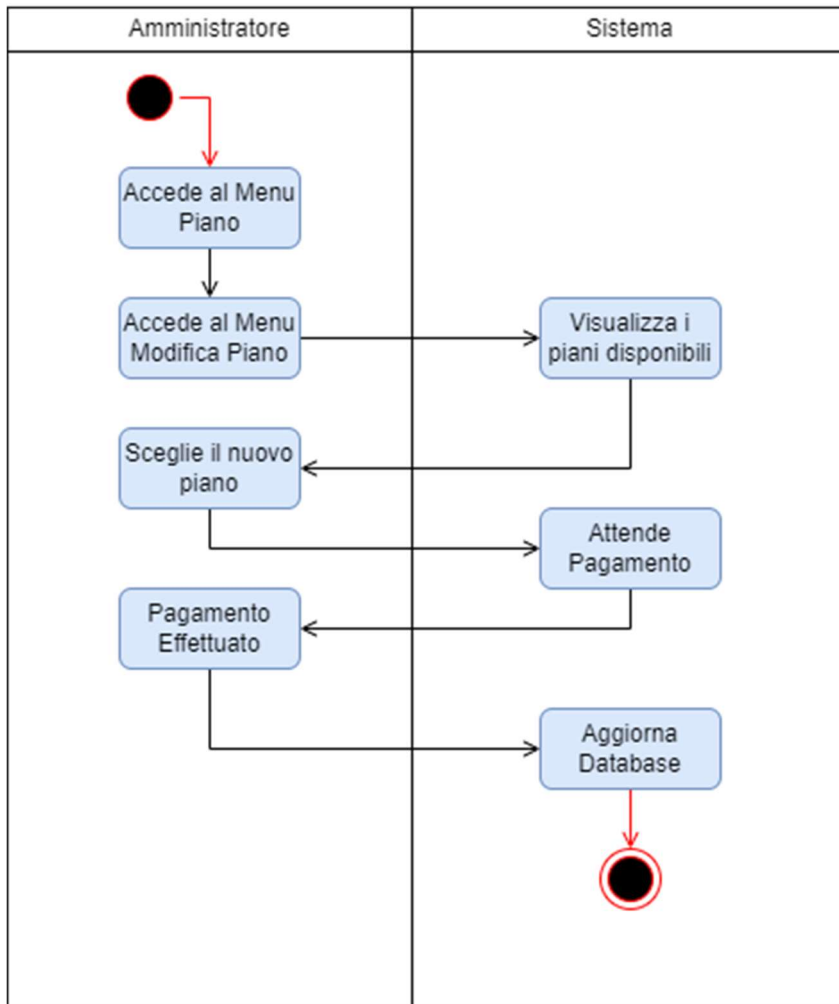 Amministratore
Sistema
Accede al Menu
Piano
Accede al Menu
Modifica Piano
Visualizza i
piani disponibili
Sceglie il nuovo
piano
Attende
Pagamento
Pagamento
Effettuato
Aggiorna
Database